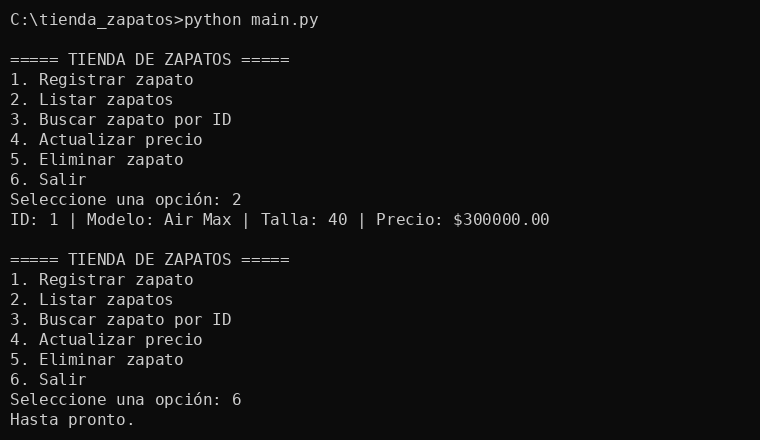 C:\tienda_zapatos>python main.py
===== TIENDA DE ZAPATOS =====
1. Registrar zapato
2. Listar zapatos
3. Buscar zapato por ID
4. Actualizar precio
5. Eliminar zapato
6. Salir
Seleccione una opción: 2
ID: 1 | Modelo: Air Max | Talla: 40 | Precio: $300000.00
===== TIENDA DE ZAPATOS =====
1. Registrar zapato
2. Listar zapatos
3. Buscar zapato por ID
4. Actualizar precio
5. Eliminar zapato
6. Salir
Seleccione una opción: 6
Hasta pronto.